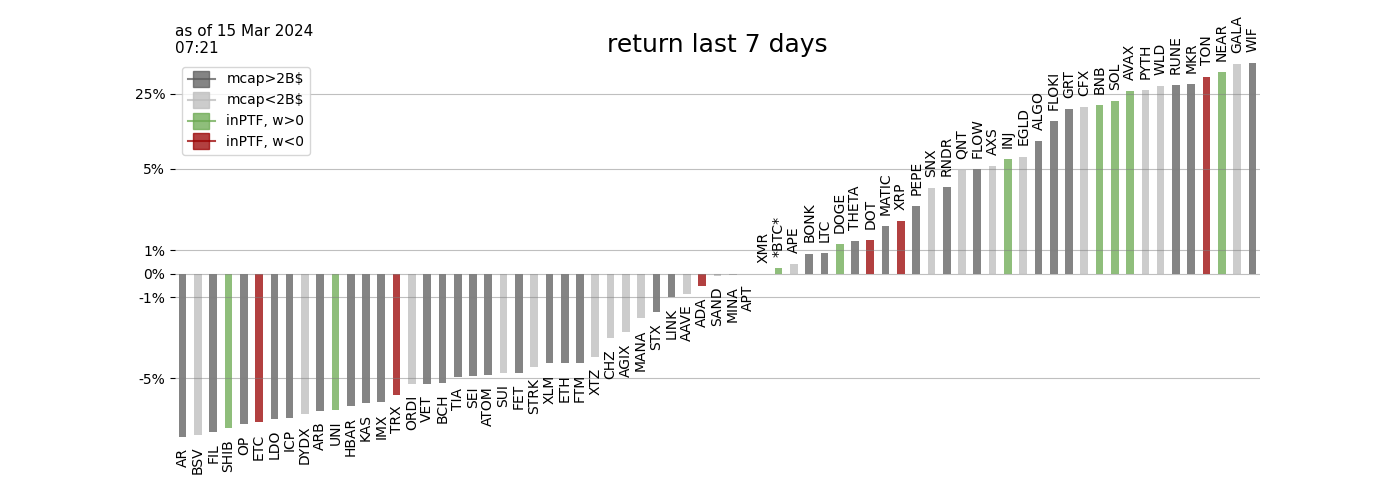 as of 15 Mar 2024
07:21
return last 7 days
mcap>2B$
mcap<2B$
inPTF, w>0
inPTF, w<0
25%
5%
1%
0%
-1%
-5%
AR
BSV
FIL
SHIB
OP
ETC
LDO
ICP
DYDX
ARB
UNI
HBAR
KAS
IMX
TRX
ORDI
VET
BCH
TIA
SEI
ATOM
SUI
FET
STRK
XLM
ETH
FTM
XTZ
CHZ
AGIX
MANA
STX
LINK
AAVE
ADA
SAND
MINA
APT
XMR
*BTC*
APE
BONK
LTC
DOGE
THETA
DOT
MATIC
XRP
PEPE
SNX
RNDR
QNT
FLOW
AXS
INJ
EGLD
ALGO
FLOKI
GRT
CFX
BNB
SOL
AVAX
PYTH
WLD
RUNE
MKR
TON
NEAR
GALA
WIF